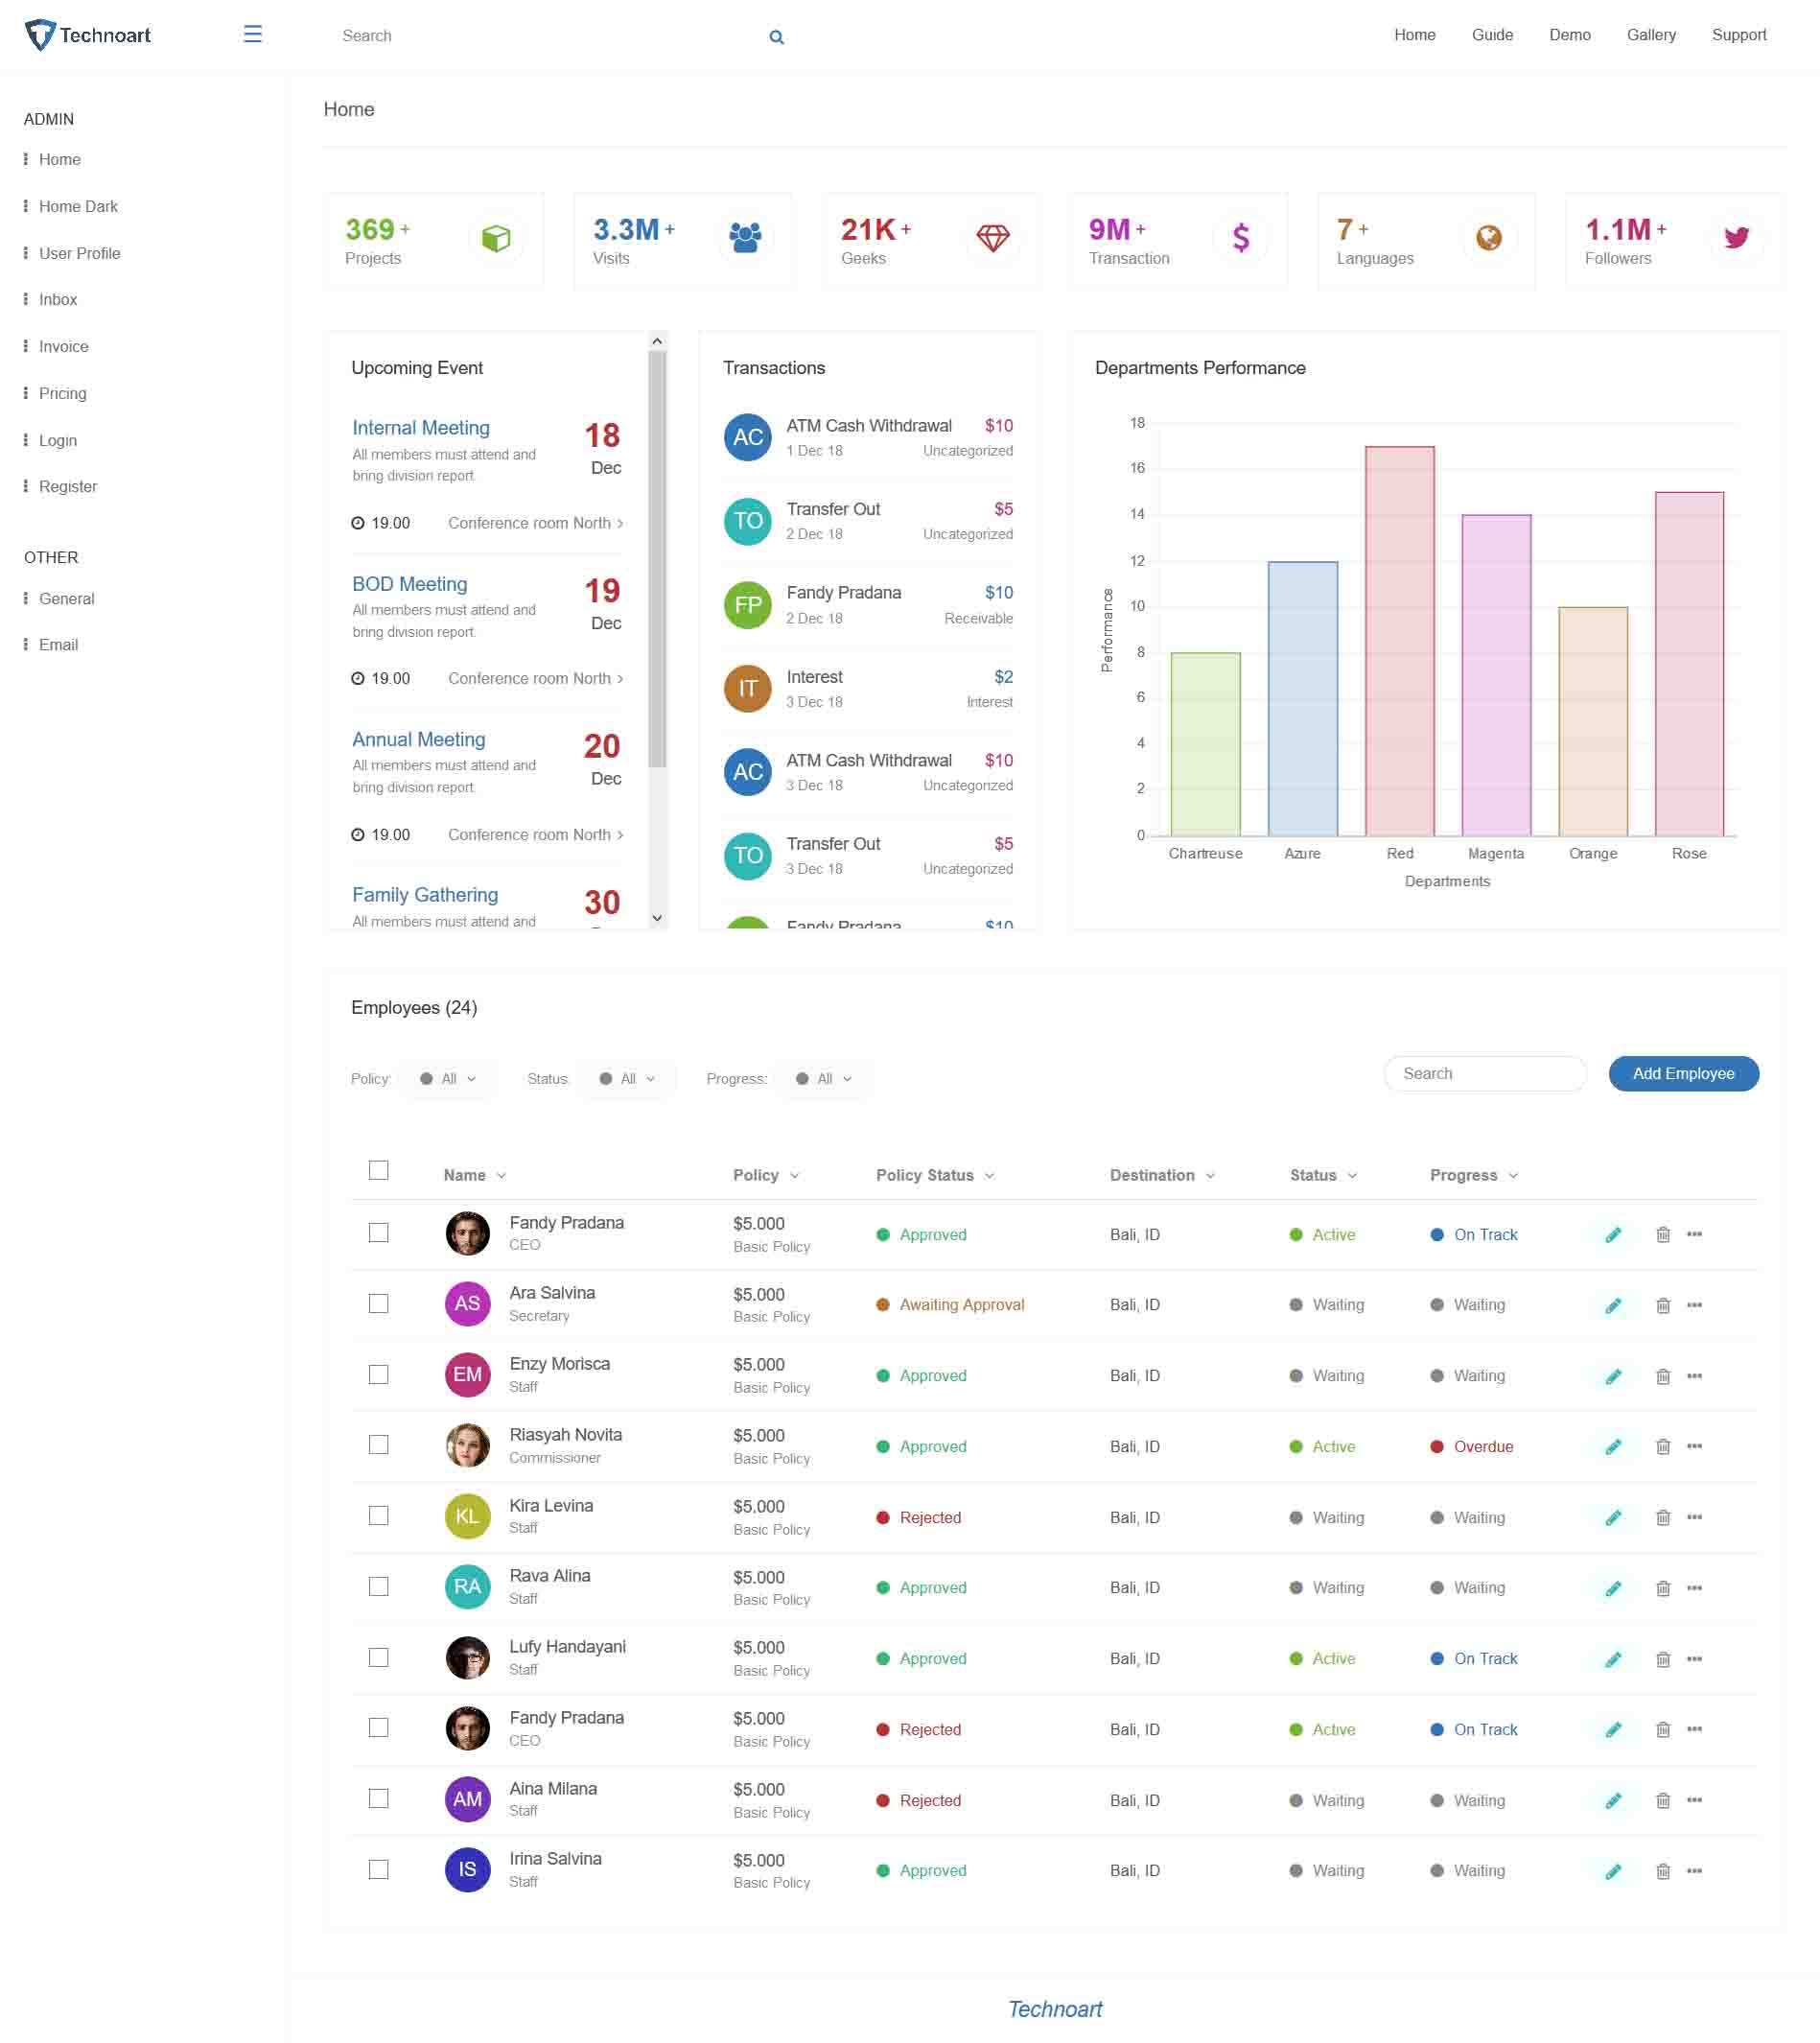 Technoart
Search
Home Guide Demo Gallery Support
ADMIN
Home
Home Dark
User Profile
Inbox
Invoice
Pricing
Login
Register
OTHER
General
Email
Home
369 +
Projects
3.3M +
Visits
21K +
Geeks
9M +
Transaction
7 +
Languages
1.1M +
Followers
Upcoming Event
Internal Meeting
All members must attend and
bring division report.
18
Dec
19.00 Conference room North
BOD Meeting
All members must attend and
bring division report.
19
Dec
19.00 Conference room North
Annual Meeting
All members must attend and
bring division report.
20
Dec
19.00 Conference room North
Family Gathering
All members must attend and
30
Transactions
AC ATM Cash Withdrawal $10
1 Dec 18 Uncategorized
TO Transfer Out $5
2 Dec 18 Uncategorized
FP Fandy Pradana $10
2 Dec 18 Receivable
IT Interest $2
3 Dec 18 Interest
AC ATM Cash Withdrawal $10
3 Dec 18 Uncategorized
TO Transfer Out $5
3 Dec 18 Uncategorized
Fandy Pradana $10
Departments Performance
18
16
14
12
10
8
6
4
2
0
Performance
Chartreuse Azure Red Magenta Orange Rose
Departments
Employees (24)
Policy: All Status: All Progress: All Search Add Employee
Name Policy Policy Status Destination Status Progress
Fandy Pradana $5.000 Approved Bali, ID Active On Track
CEO Basic Policy
AS Ara Salvina $5.000 Awaiting Approval Bali, ID Waiting Waiting
Secretary Basic Policy
EM Enzy Morisca $5.000 Approved Bali, ID Waiting Waiting
Staff Basic Policy
Riasyah Novita $5.000 Approved Bali, ID Active Overdue
Commissioner Basic Policy
KL Kira Levina $5.000 Rejected Bali, ID Waiting Waiting
Staff Basic Policy
RA Rava Alina $5.000 Approved Bali, ID Waiting Waiting
Staff Basic Policy
Lufy Handayani $5.000 Approved Bali, ID Active On Track
Staff Basic Policy
Fandy Pradana $5.000 Rejected Bali, ID Active On Track
CEO Basic Policy
AM Aina Milana $5.000 Rejected Bali, ID Waiting Waiting
Staff Basic Policy
IS Irina Salvina $5.000 Approved Bali, ID Waiting Waiting
Staff Basic Policy
Technoart